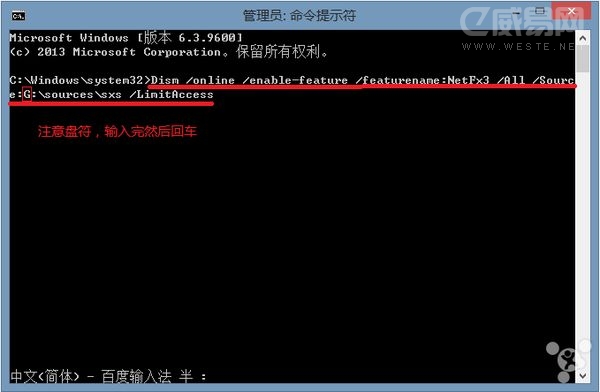 管理员: 命令提示符
e威易网
WWW.WESTE.NET
Microsoft Windows [版本 6.3.9600]
(c) 2013 Microsoft Corporation。保留所有权利。
C:\Windows\system32>Dism /online /enable-feature /featurename:NetFx3 /All /Sourc
e:G:\sources\sxs /LimitAccess
注意盘符，输入完然后回车
中文(简体) - 百度输入法 半 :